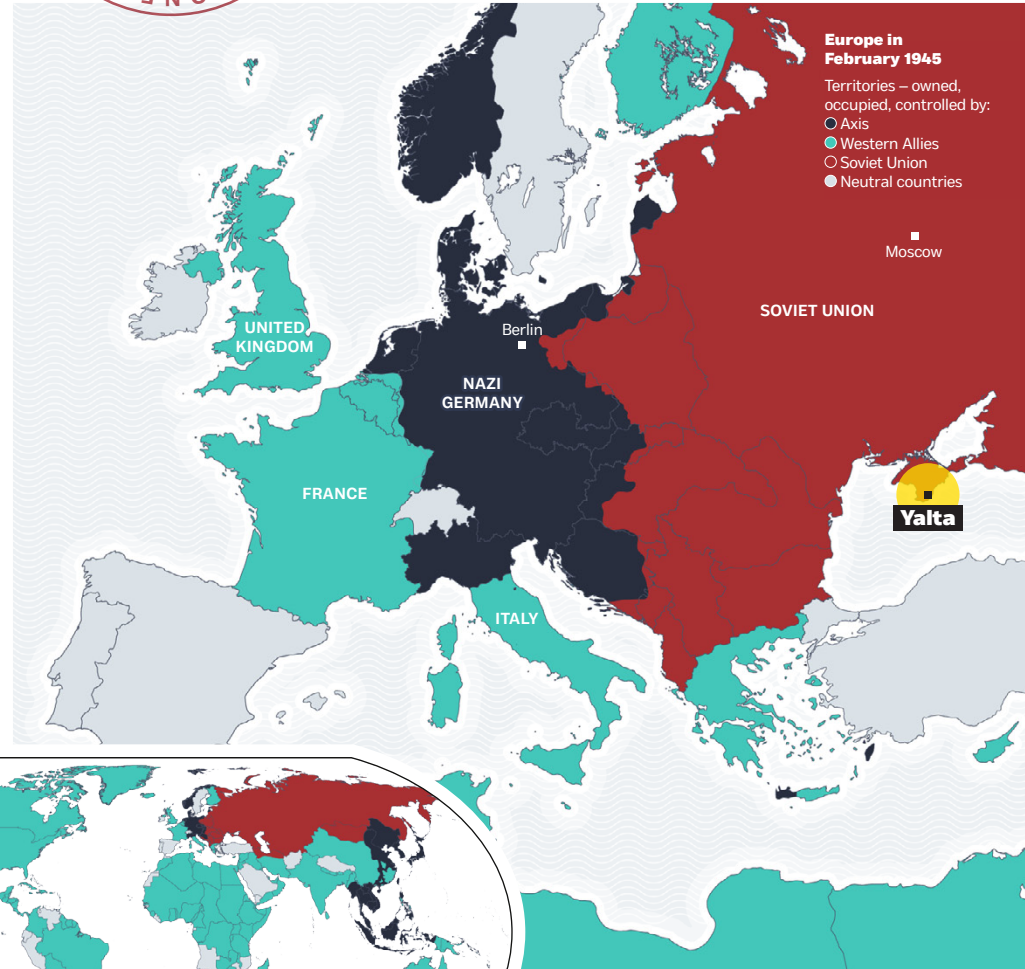 Europe in
February 1945
Territories – owned,
occupied, controlled by:
Axis
Western Allies
Soviet Union
Neutral countries
Moscow
SOVIET UNION
UNITED
KINGDOM
Berlin
NAZI
GERMANY
FRANCE
Yalta
ITALY